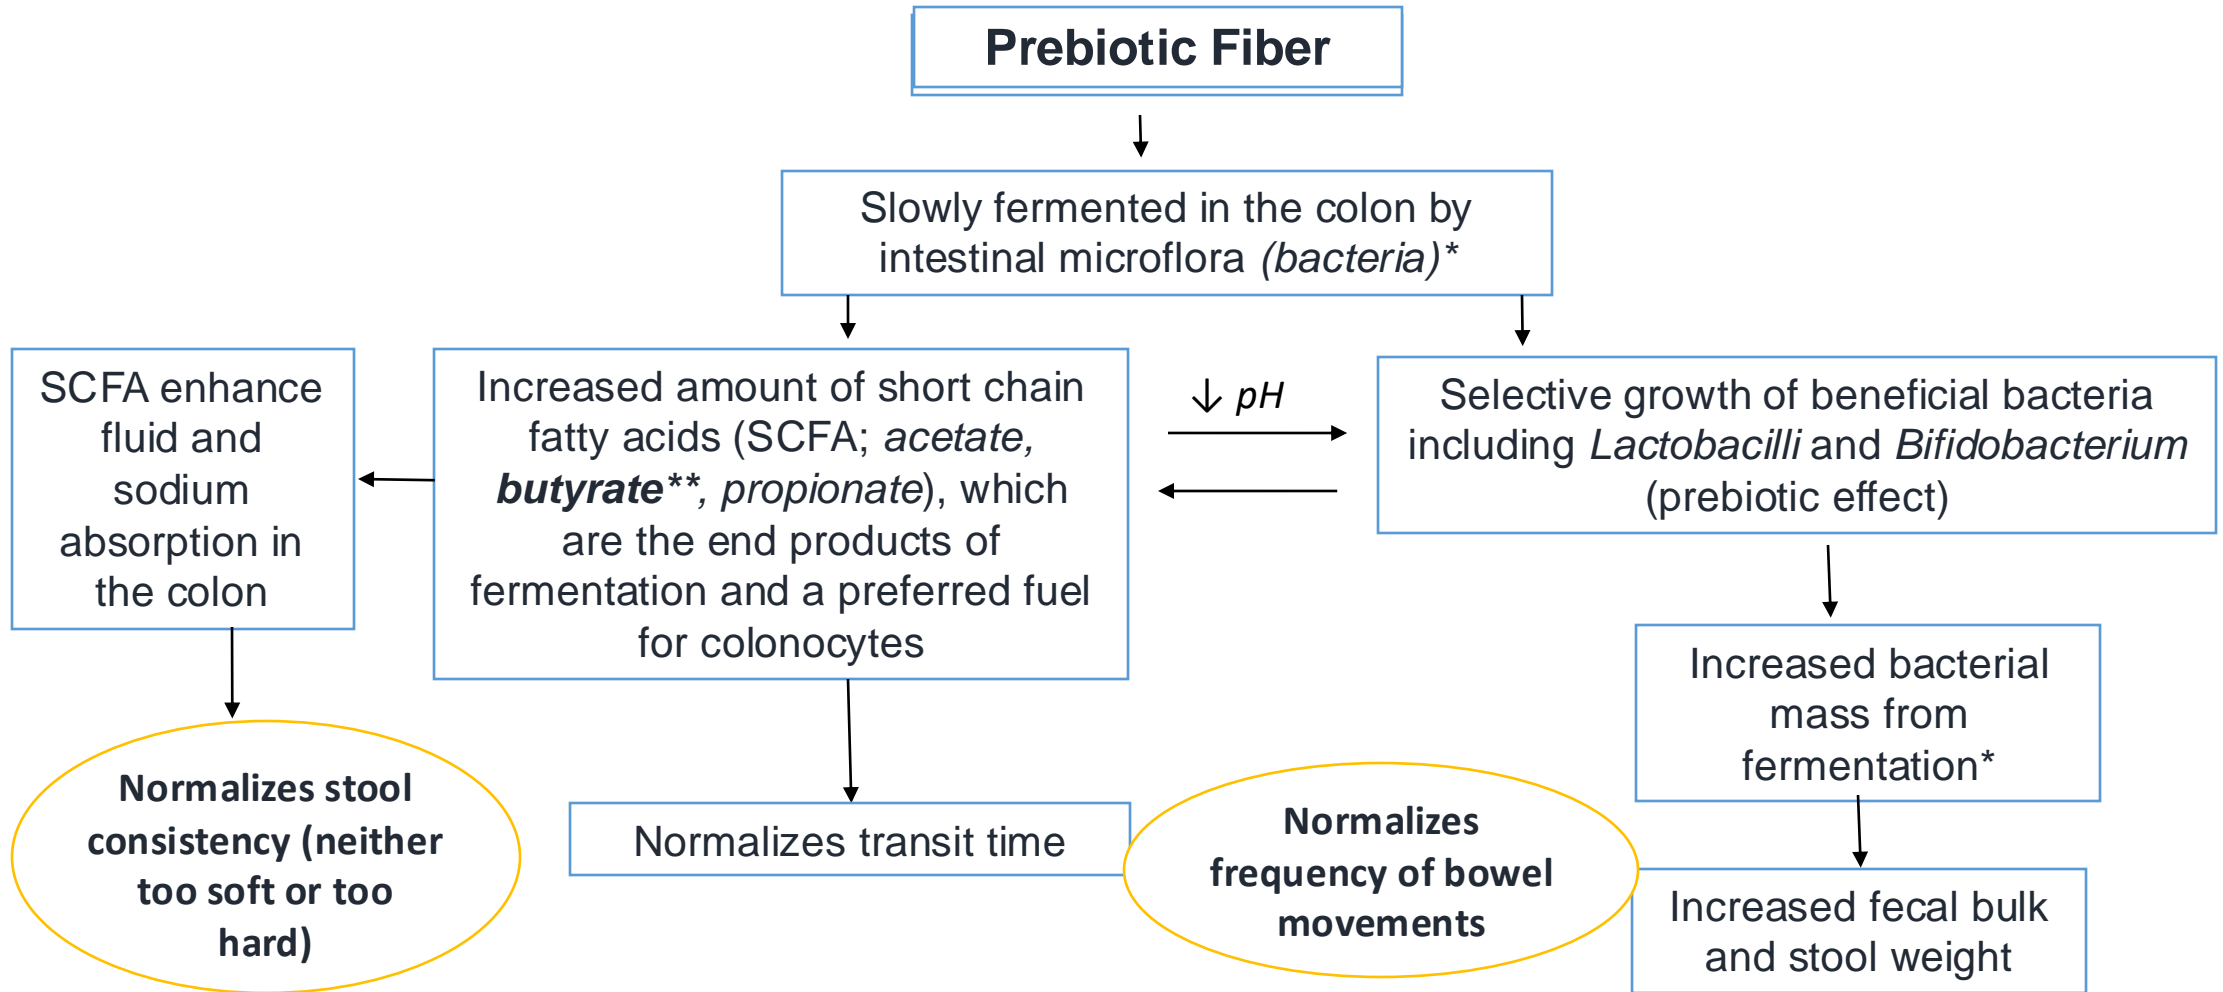 Prebiotic Fiber
Slowly fermented in the colon by
intestinal microflora (bacteria)*
SCFA enhance
fluid and
sodium
absorption in
the colon
Increased amount of short chain
fatty acids (SCFA; acetate,
butyrate**, propionate), which
are the end products of
fermentation and a preferred fuel
for colonocytes
↓ pH
Selective growth of beneficial bacteria
including Lactobacilli and Bifidobacterium
(prebiotic effect)
Increased bacterial
mass from
fermentation*
Normalizes stool
consistency (neither
too soft or too
hard)
Normalizes transit time
Normalizes
frequency of bowel
movements
Increased fecal bulk
and stool weight